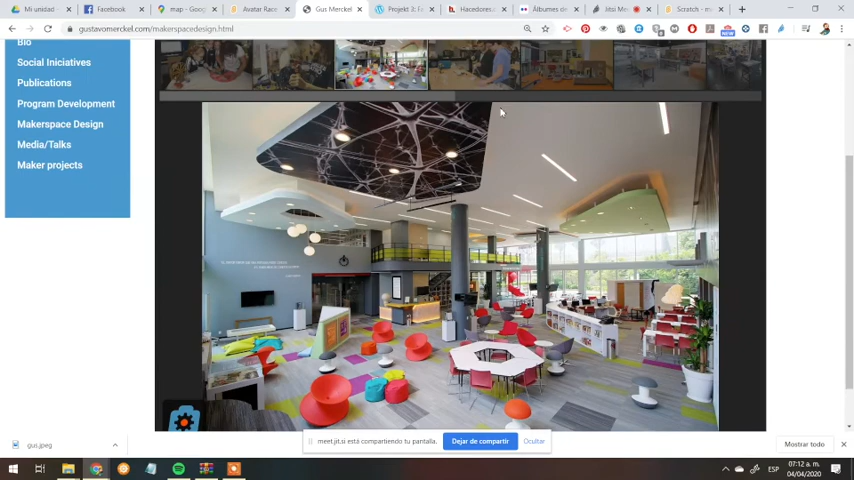 Mi unidad
Facebook
map - Goog
Avatar Race
Gus Merckel
Projekt 3: E
Hacedores.
Álbumes de
Jitsi Me
Scratch - m
gustavomerckel.com/makerspacedesign.html
NEW
Bio
Social Iniciatives
Publications
Program Development
Makerspace Design
Media/Talks
Maker projects
meet.jit.si está compartiendo tu pantalla.
Dejar de compartir
Ocultar
gus.jpeg
Mostrar todo
ESP
07:12 a. m.
04/04/2020